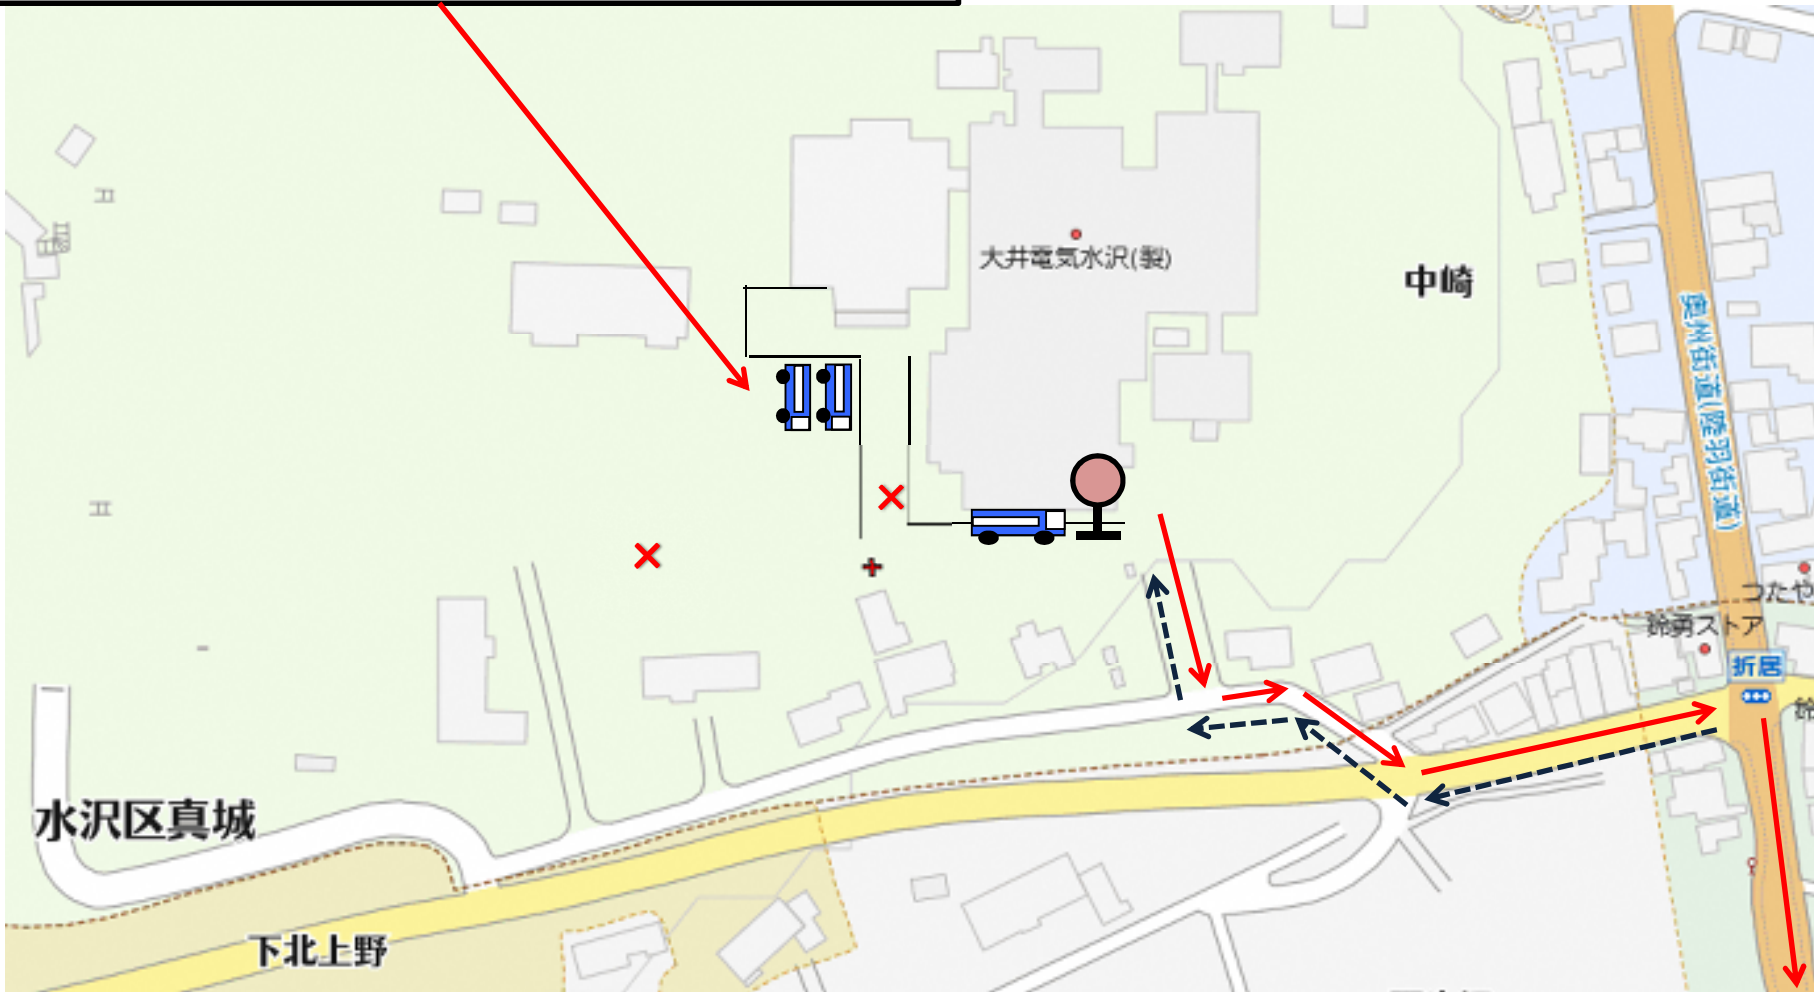 大井電気水沢(製)
中崎
奥州街道(陸羽街道)
つたや
鈴勇ストア
折居
鈴
水沢区真城
下北上野